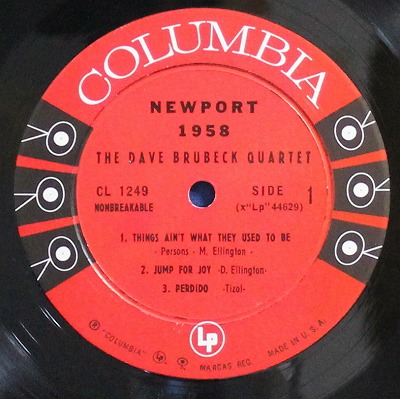 COLUMBIA
NEWPORT
1958
THE DAVE BRUBECK QUARTET
CL 1249 SIDE 1
NONBREAKABLE (x"Lp"44629)
1. THINGS AIN'T WHAT THEY USED TO BE
- Persons - M. Ellington -
2. JUMP FOR JOY -D. Ellington-
3. PERDIDO -Tizol-
Lp
® "COLUMBIA" MARCAS REG. MADE IN U.S.A.